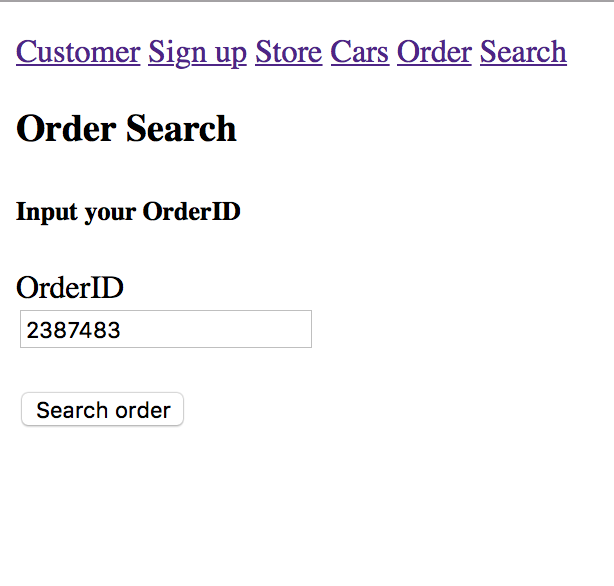 Customer Sign up Store Cars Order Search
Order Search
Input your OrderID
OrderID
2387483
Search order